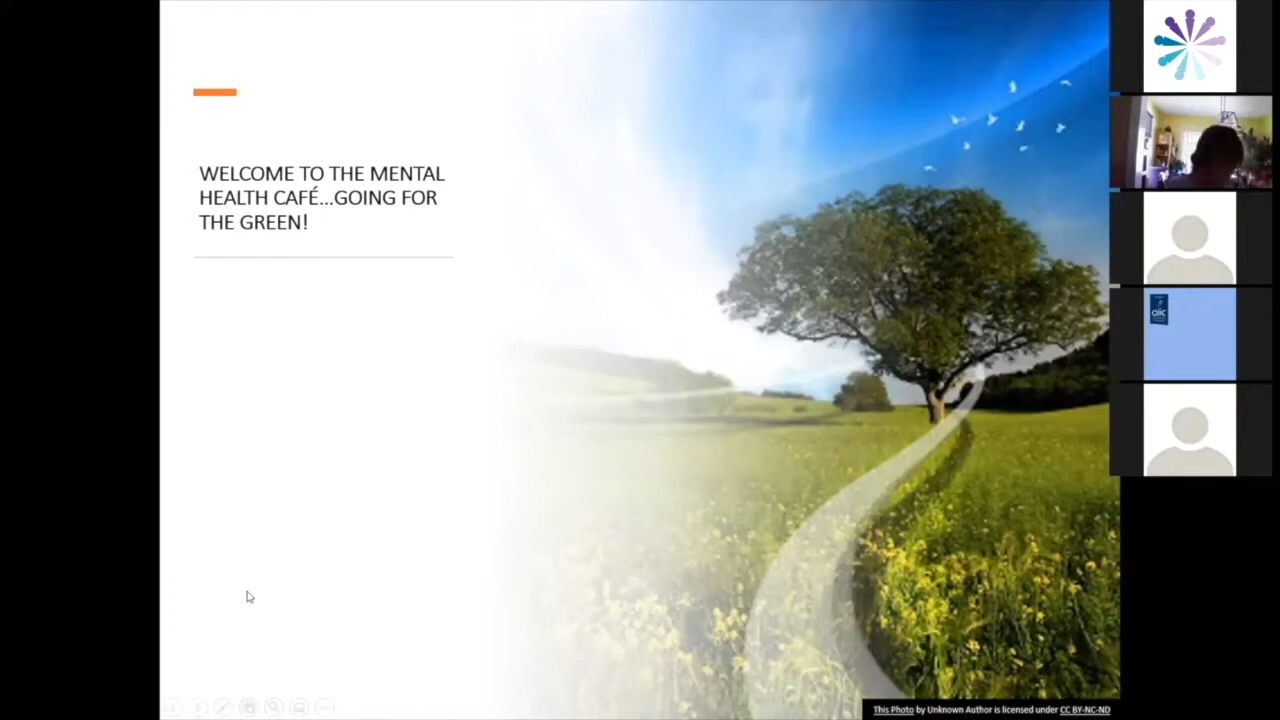 WELCOME TO THE MENTAL
HEALTH CAFÉ...GOING FOR
THE GREEN!
aiic
This Photo by Unknown Author is licensed under CC BY-NC-ND